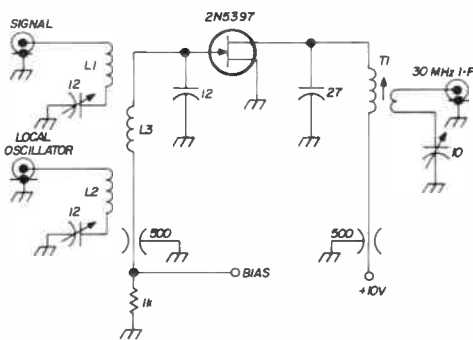 2N5397
SIGNAL
L1
12
T1
30 MHz I-F
12
27
L3
10
LOCAL
OSCILLATOR
L2
12
500
500
BIAS
+10V
1k